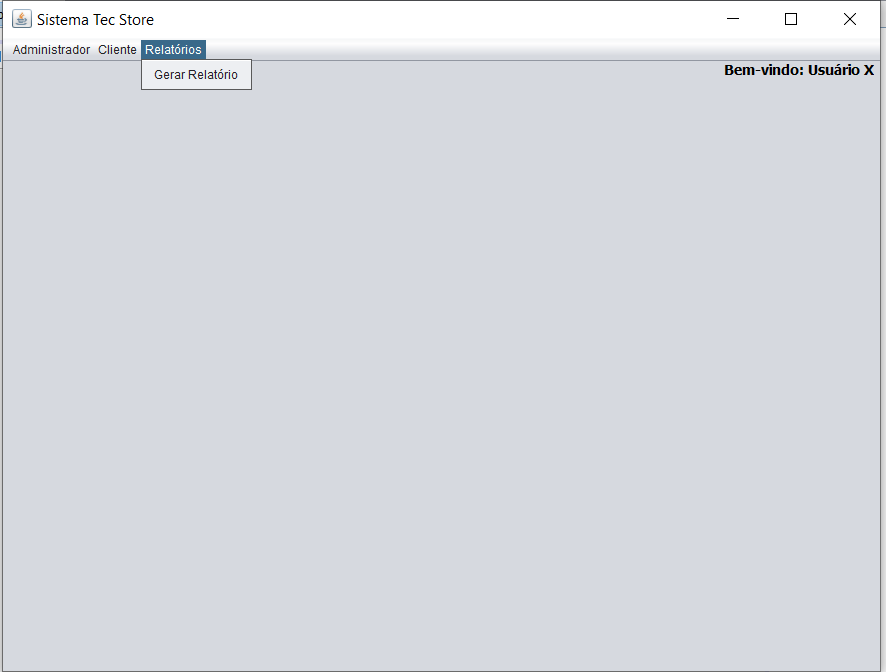 Sistema Tec Store
Administrador Cliente Relatórios
Gerar Relatório
Bem-vindo: Usuário X